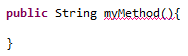 public String myMethod(){
}